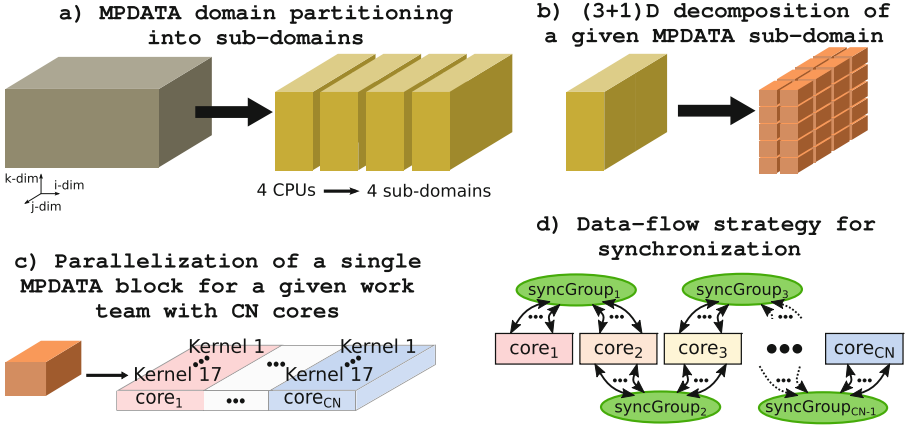 a) MPDATA domain partitioning
into sub-domains
k-dim
i-dim
j-dim
4 CPUs
4 sub-domains
b) (3+1)D decomposition of
a given MPDATA sub-domain
c) Parallelization of a single
MPDATA block for a given work
team with CN cores
Kernel 1
Kernel 1
•••
•••
•••
Kernel 17
Kernel 17
core1
•••
coreCN
d) Data-flow strategy for
synchronization
syncGroup1
syncGroup3
•••
•••
•••
•••
core1
core2
core3
•••
coreCN
•••
•••
•••
•••
syncGroup2
syncGroupCN-1